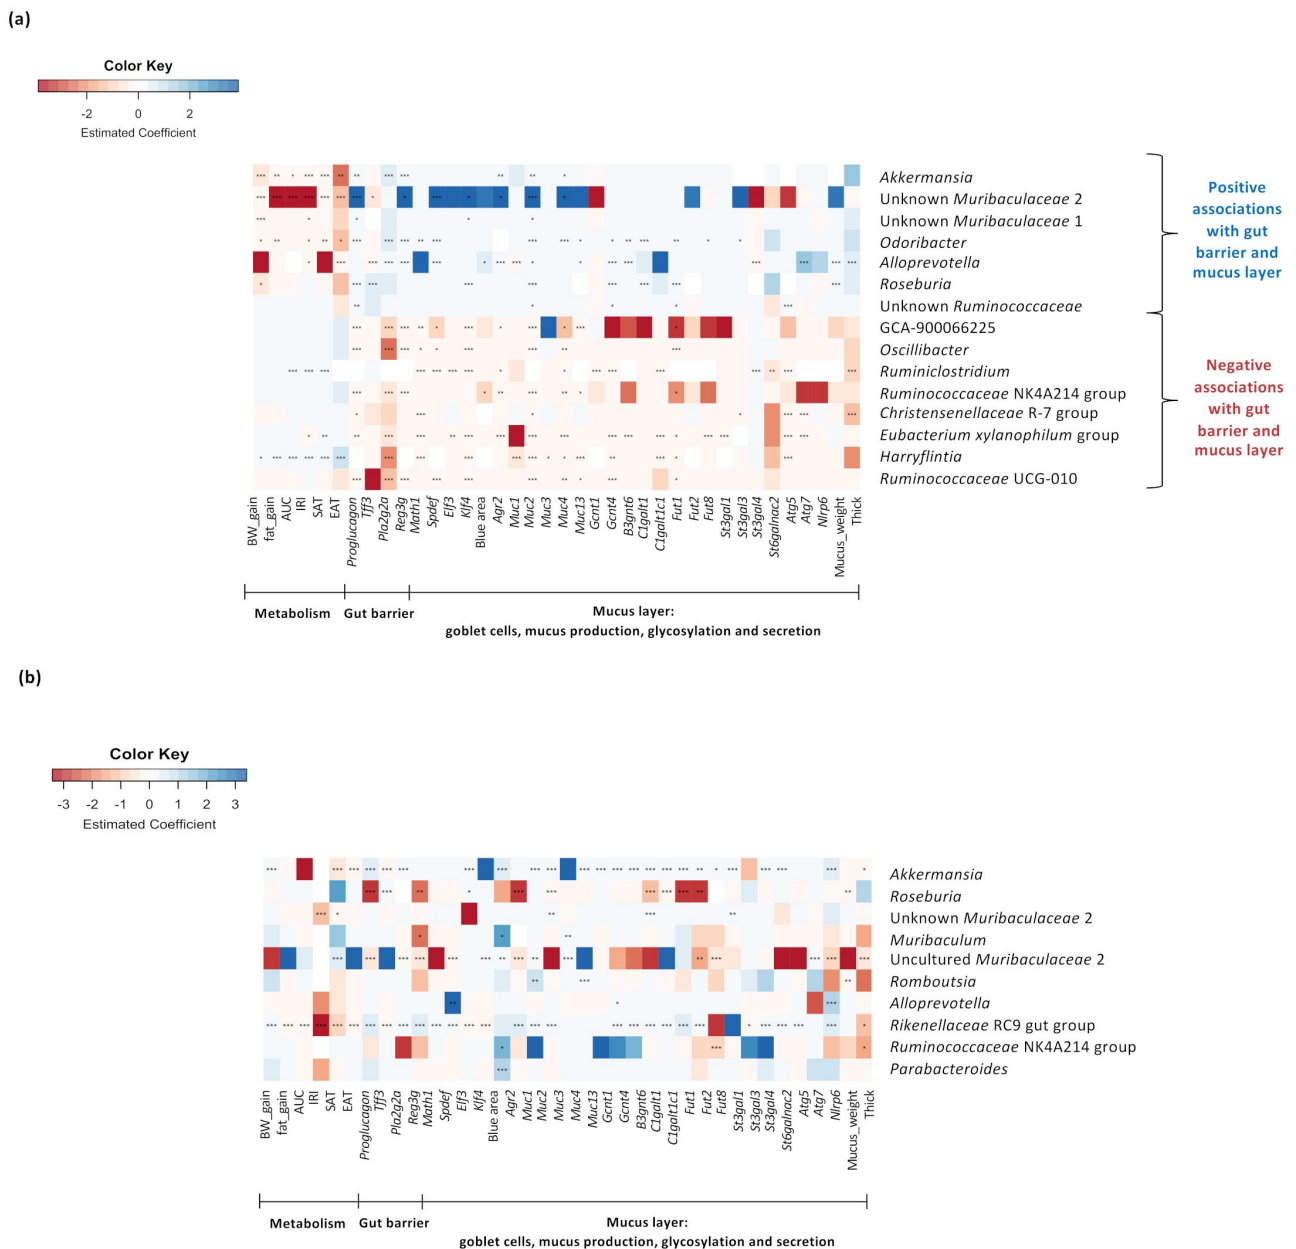 (a)
Color Key
-2 0 2
Estimated Coefficient
Akkermansia
Unknown Muribaculaceae 2
Unknown Muribaculaceae 1
Odoribacter
Alloprevotella
Roseburia
Unknown Ruminococcaceae
GCA-900066225
Oscillibacter
Ruminiclostridium
Ruminococcaceae NK4A214 group
Christensenellaceae R-7 group
Eubacterium xylanophilum group
Harryflintia
Ruminococcaceae UCG-010
Positive
associations
with gut
barrier and
mucus layer
Negative
associations
with gut
barrier and
mucus layer
BW_gain
fat_gain
AUC
IRI
SAT
EAT
Proglucagon
Tff3
Pla2g2a
Reg3g
Math1
Spdef
Elf3
Klf4
Blue area
Agr2
Muc1
Muc2
Muc3
Muc4
Muc13
Gcnt1
Gcnt4
B3gnt6
C1galt1
C1galt1c1
Fut1
Fut2
Fut8
St3gal1
St3gal3
St3gal4
St6galnac2
Atg5
Atg7
Nlrp6
Mucus_weight
Thick
Metabolism
Gut barrier
Mucus layer:
goblet cells, mucus production, glycosylation and secretion
(b)
Color Key
-3 -2 -1 0 1 2 3
Estimated Coefficient
Akkermansia
Roseburia
Unknown Muribaculaceae 2
Muribaculum
Uncultured Muribaculaceae 2
Romboutsia
Alloprevotella
Rikenellaceae RC9 gut group
Ruminococcaceae NK4A214 group
Parabacteroides
BW_gain
fat_gain
AUC
IRI
SAT
EAT
Proglucagon
Tff3
Pla2g2a
Reg3g
Math1
Spdef
Elf3
Klf4
Blue area
Agr2
Muc1
Muc2
Muc3
Muc4
Muc13
Gcnt1
Gcnt4
B3gnt6
C1galt1
C1galt1c1
Fut1
Fut2
Fut8
St3gal1
St3gal3
St3gal4
St6galnac2
Atg5
Atg7
Nlrp6
Mucus_weight
Thick
Metabolism
Gut barrier
Mucus layer:
goblet cells, mucus production, glycosylation and secretion